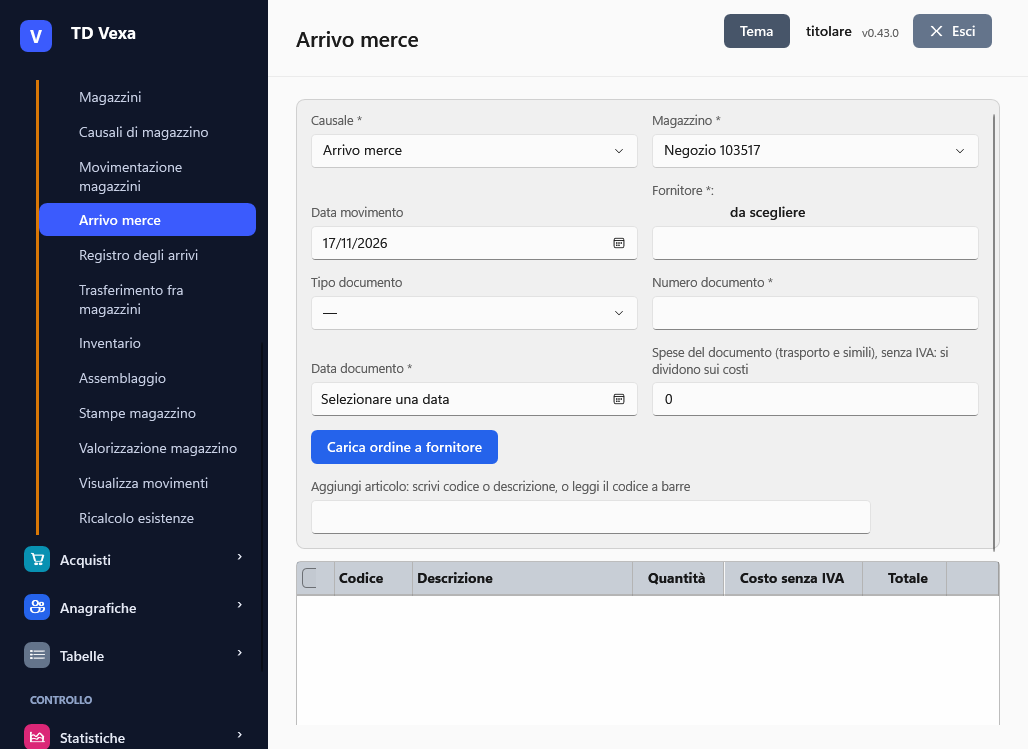 V
TD Vexa
Magazzini
Causali di magazzino
Movimentazione
magazzini
Arrivo merce
Registro degli arrivi
Trasferimento fra
magazzini
Inventario
Assemblaggio
Stampe magazzino
Valorizzazione magazzino
Visualizza movimenti
Ricalcolo esistenze
Acquisti
Anagrafiche
Tabelle
CONTROLLO
Statistiche
Arrivo merce
Tema
titolare v0.43.0
Esci
Causale *
Magazzino *
Arrivo merce
Negozio 103517
Fornitore *:
Data movimento
da scegliere
17/11/2026
Tipo documento
Numero documento *
—
Spese del documento (trasporto e simili), senza IVA: si
dividono sui costi
Data documento *
Selezionare una data
0
Carica ordine a fornitore
Aggiungi articolo: scrivi codice o descrizione, o leggi il codice a barre
Codice Descrizione Quantità Costo senza IVA Totale